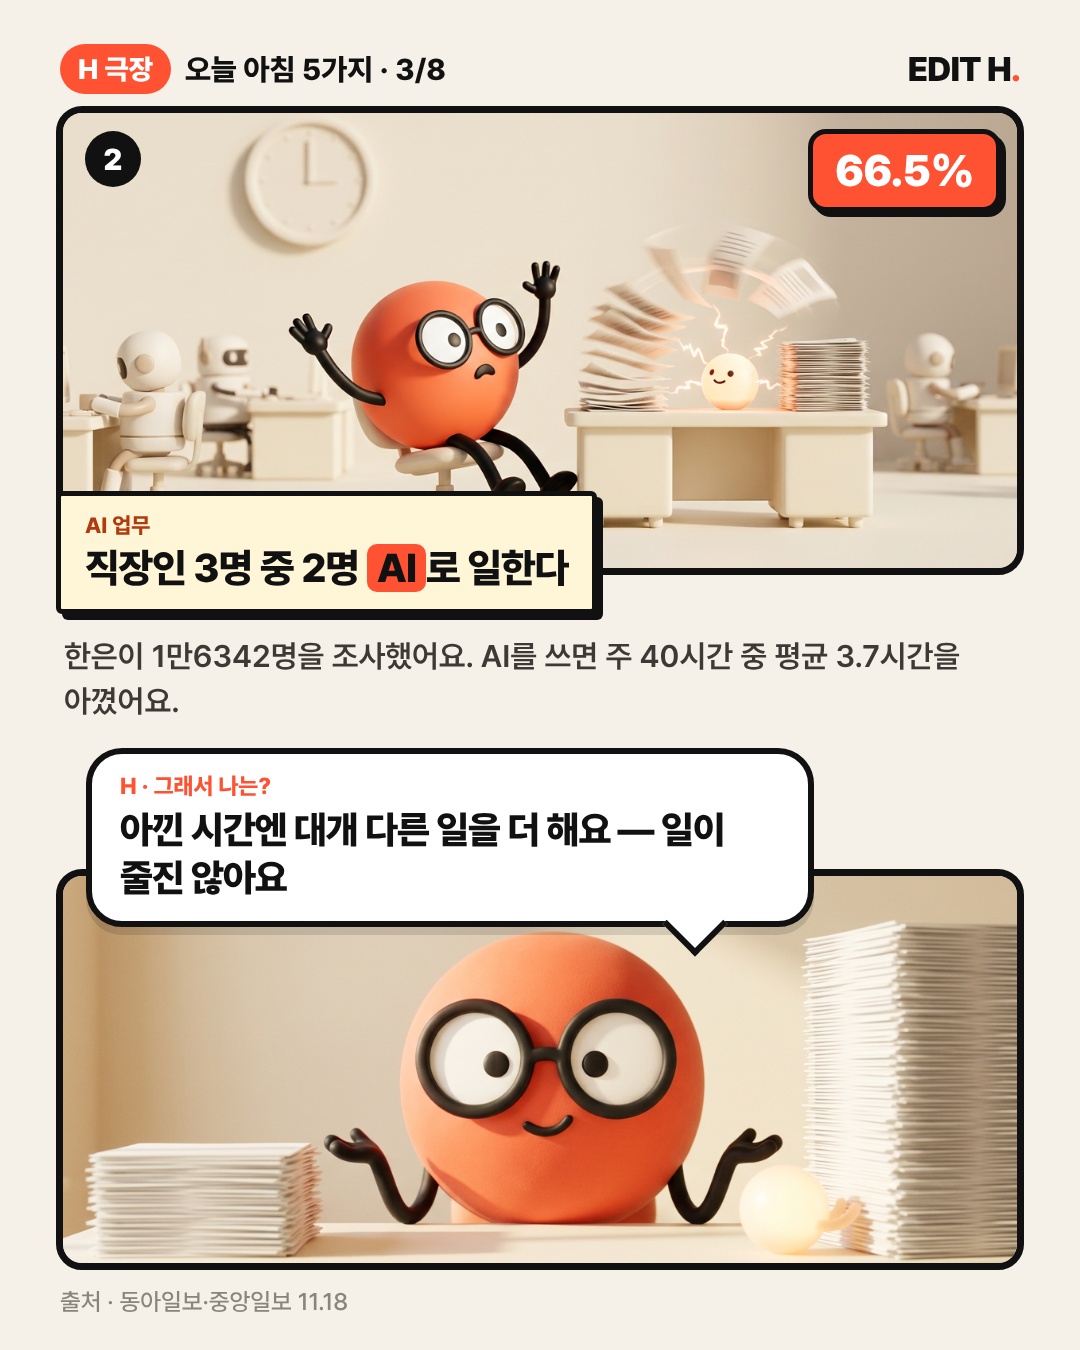 H 극장 오늘 아침 5가지 · 3/8
EDIT H.
2
66.5%
AI 업무
직장인 3명 중 2명 AI로 일한다
한은이 1만6342명을 조사했어요. AI를 쓰면 주 40시간 중 평균 3.7시간을
아꼈어요.
H · 그래서 나는?
아낀 시간엔 대개 다른 일을 더 해요 — 일이
줄진 않아요
출처 · 동아일보·중앙일보 11.18